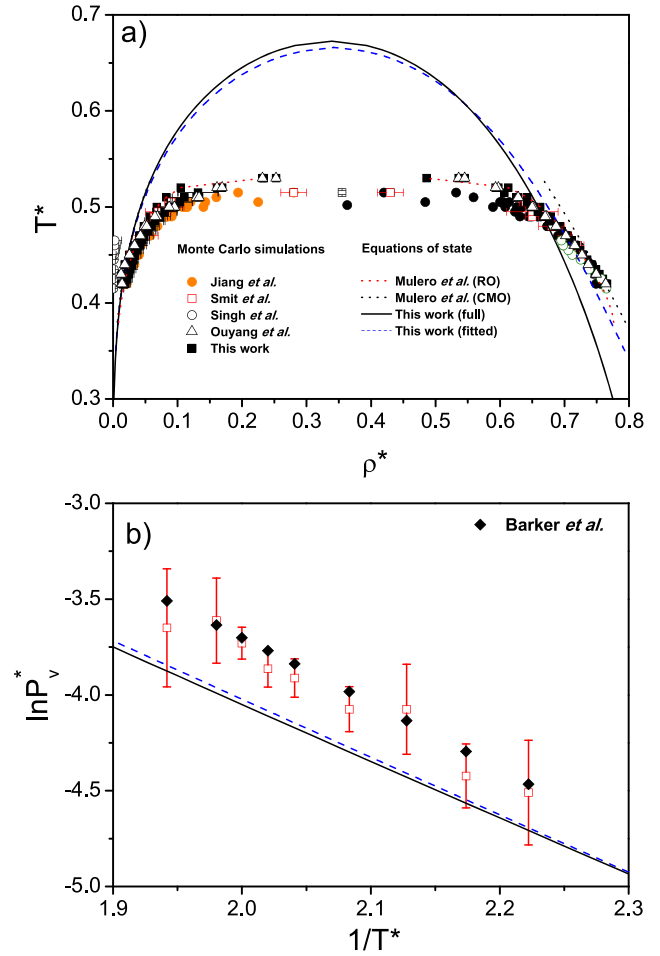 a)
0.7
0.6
0.5
0.4
0.3
T*
Monte Carlo simulations
Jiang et al.
Smit et al.
Singh et al.
Ouyang et al.
This work
Equations of state
Mulero et al. (RO)
Mulero et al. (CMO)
This work (full)
This work (fitted)
0.0 0.1 0.2 0.3 0.4 0.5 0.6 0.7 0.8
ρ*
b)
Barker et al.
-3.0
-3.5
-4.0
-4.5
-5.0
lnP*v
1.9 2.0 2.1 2.2 2.3
1/T*